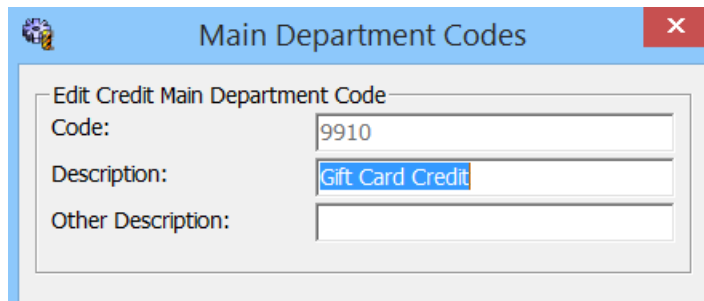 Main Department Codes
Edit Credit Main Department Code
Code: 9910
Description: Gift Card Credit
Other Description: